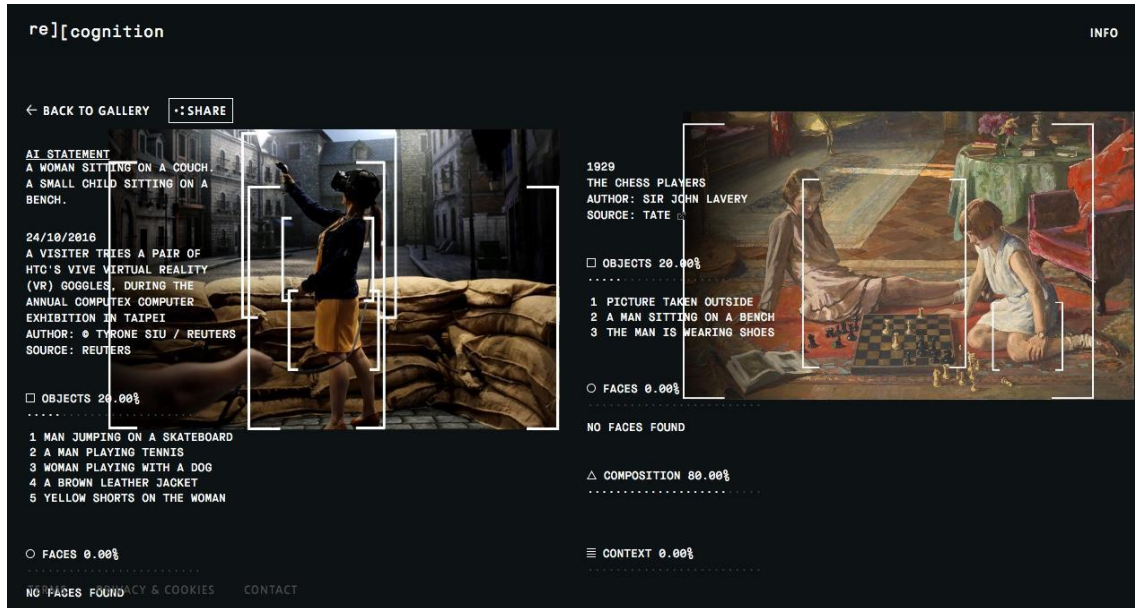 re][cognition
INFO
← BACK TO GALLERY
SHARE
AI STATEMENT
A WOMAN SITTING ON A COUCH.
A SMALL CHILD SITTING ON A
BENCH.
24/10/2016
A VISITER TRIES A PAIR OF
HTC'S VIVE VIRTUAL REALITY
(VR) GOGGLES, DURING THE
ANNUAL COMPUTEX COMPUTER
EXHIBITION IN TAIPEI
AUTHOR: © TYRONE SIU / REUTERS
SOURCE: REUTERS
OBJECTS 20.00%
1 MAN JUMPING ON A SKATEBOARD
2 A MAN PLAYING TENNIS
3 WOMAN PLAYING WITH A DOG
4 A BROWN LEATHER JACKET
5 YELLOW SHORTS ON THE WOMAN
FACES 0.00%
NO FACES FOUND
1929
THE CHESS PLAYERS
AUTHOR: SIR JOHN LAVERY
SOURCE: TATE
OBJECTS 20.00%
1 PICTURE TAKEN OUTSIDE
2 A MAN SITTING ON A BENCH
3 THE MAN IS WEARING SHOES
FACES 0.00%
NO FACES FOUND
COMPOSITION 80.00%
CONTEXT 0.00%
TERMS PRIVACY & COOKIES CONTACT